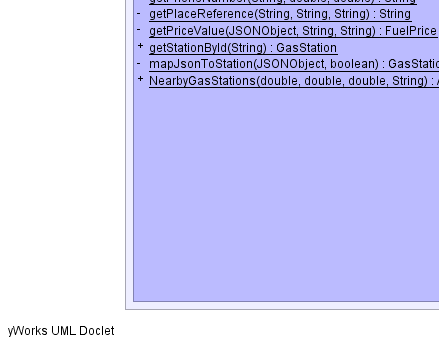 getPhoneNumber(String, double, double) : String
- getPlaceReference(String, String, String) : String
- getPriceValue(JSONObject, String, String) : FuelPrice
+ getStationById(String) : GasStation
- mapJsonToStation(JSONObject, boolean) : GasStatio
+ NearbyGasStations(double, double, double, String) :
yWorks UML Doclet